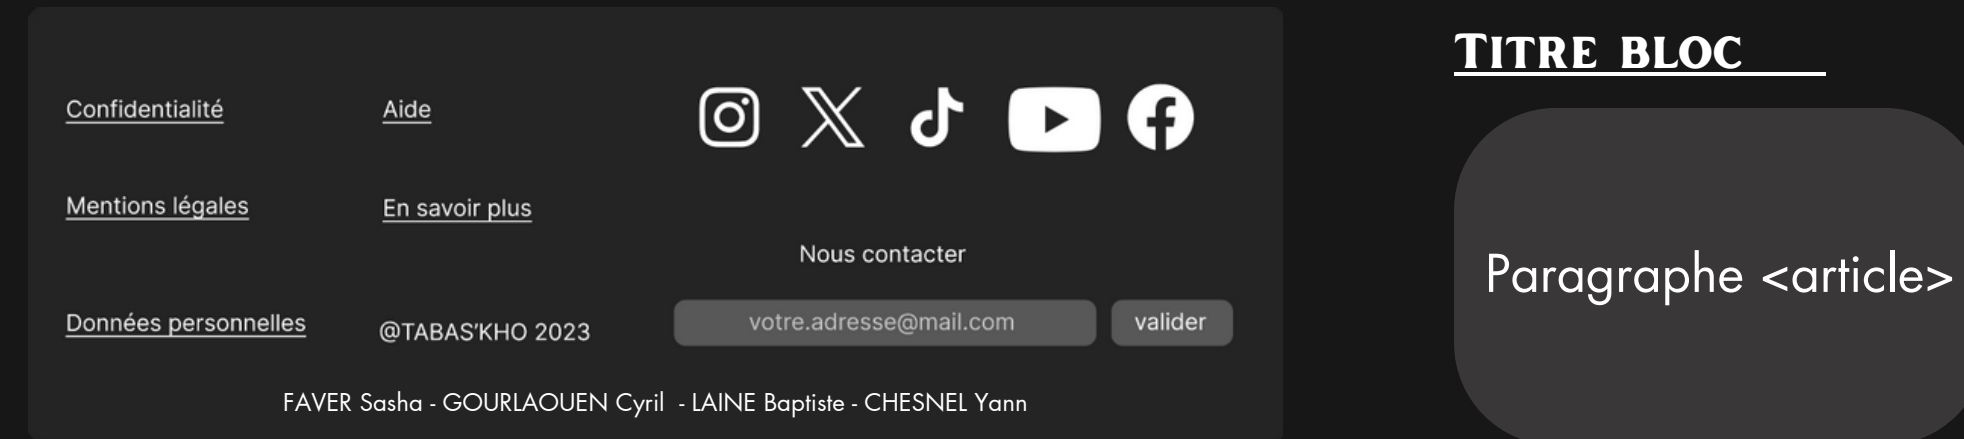 Confidentialité
Aide
Mentions légales
En savoir plus
Nous contacter
Données personnelles
@TABAS'KHO 2023
votre.adresse@mail.com
valider
FAVER Sasha - GOURLAOUEN Cyril - LAINE Baptiste - CHESNEL Yann
TITRE BLOC
Paragraphe <article>